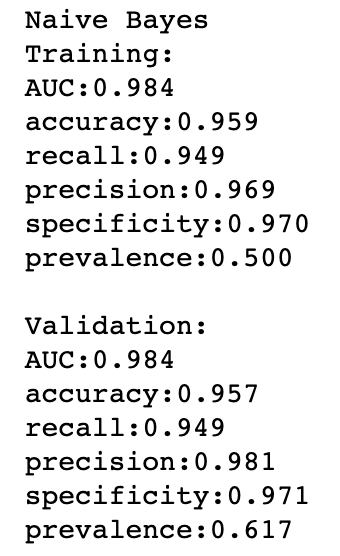 Naive Bayes
Training:
AUC:0.984
accuracy:0.959
recall:0.949
precision:0.969
specificity:0.970
prevalence:0.500
Validation:
AUC:0.984
accuracy:0.957
recall:0.949
precision:0.981
specificity:0.971
prevalence:0.617